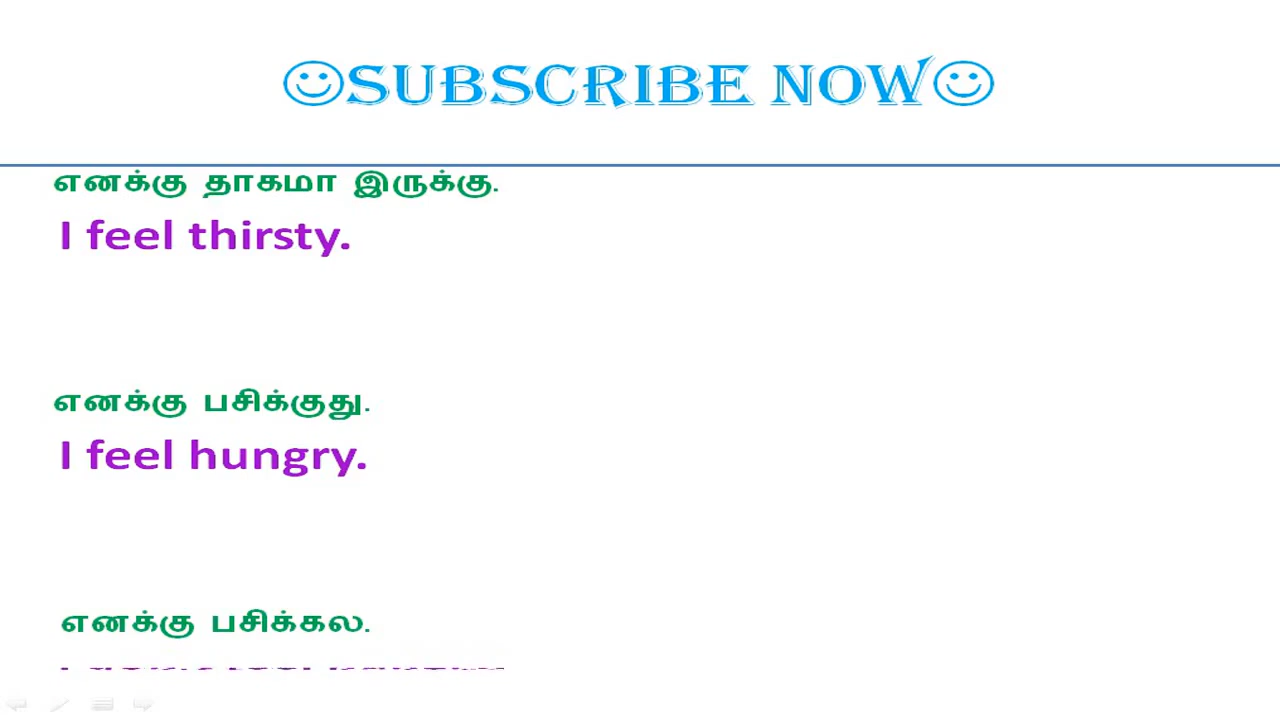 ☺SUBSCRIBE NOW☺
எனக்கு தாகமா இருக்கு.
I feel thirsty.
எனக்கு பசிக்குது.
I feel hungry.
எனக்கு பசிக்கல.